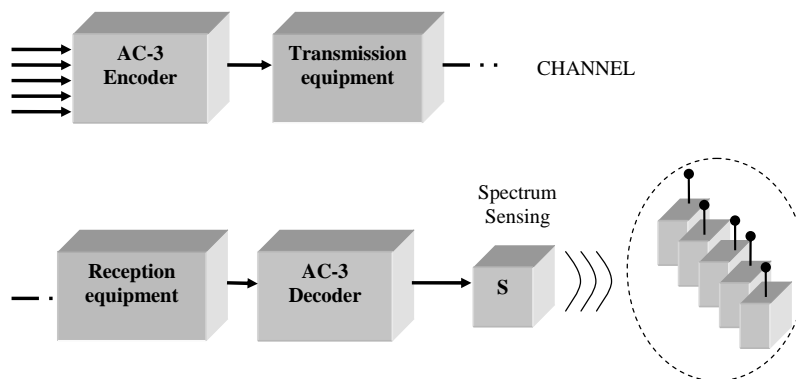 AC-3
Encoder
Transmission
equipment
CHANNEL
Spectrum
Sensing
Reception
equipment
AC-3
Decoder
S